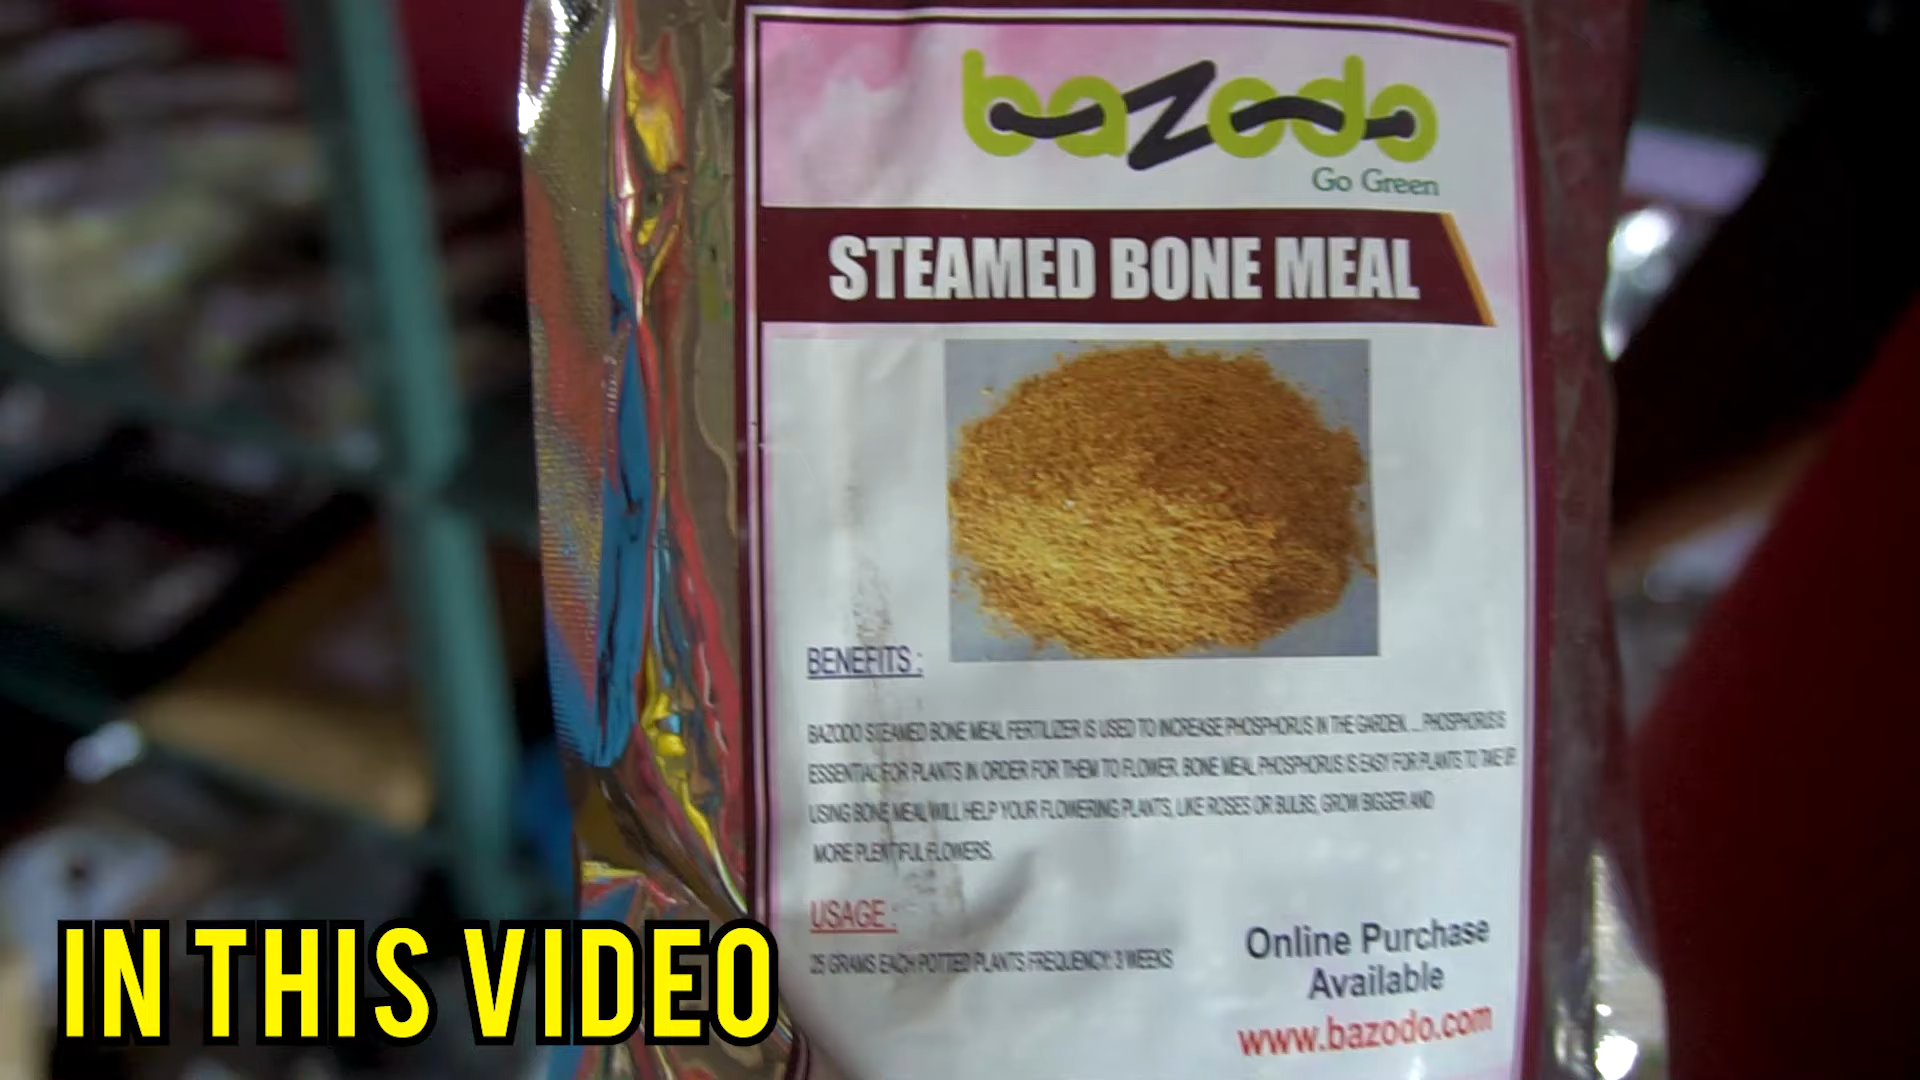 bazodo
Go Green
STEAMED BONE MEAL
BENEFITS :
BAZODO STEAMED BONE MEAL FERTILIZER IS USED TO INCREASE PHOSPHORUS IN THE GARDEN. ... PHOSPHORUS IS
ESSENTIAL FOR PLANTS IN ORDER FOR THEM TO FLOWER. BONE MEAL PHOSPHORUS IS EASY FOR PLANTS TO TAKE UP.
USING BONE MEAL WILL HELP YOUR FLOWERING PLANTS, LIKE ROSES OR BULBS, GROW BIGGER AND
MORE PLENTIFUL FLOWERS.
USAGE :
25 GRAMS EACH POTTED PLANTS FREQUENCY: 3 WEEKS
Online Purchase
Available
www.bazodo.com
IN THIS VIDEO